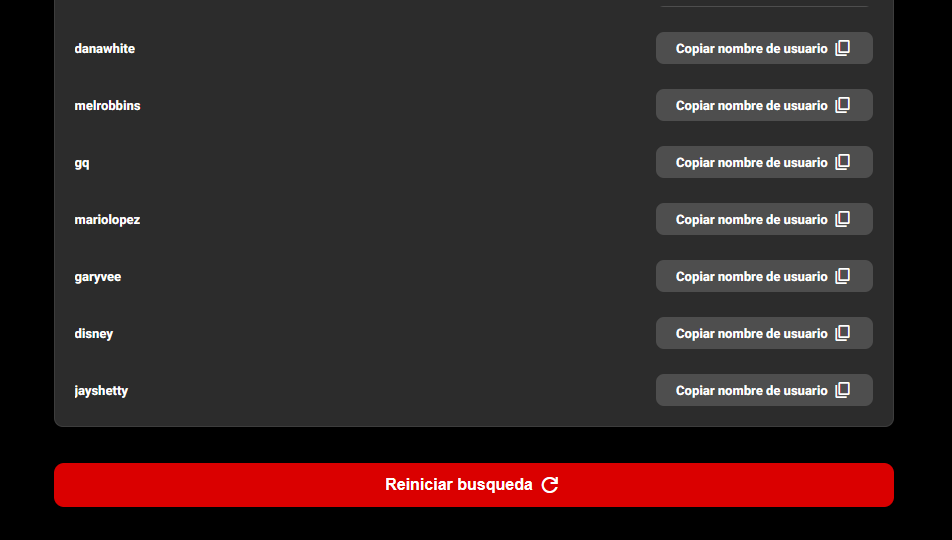 danawhite Copiar nombre de usuario
melrobbins Copiar nombre de usuario
gq Copiar nombre de usuario
mariolopez Copiar nombre de usuario
garyvee Copiar nombre de usuario
disney Copiar nombre de usuario
jayshetty Copiar nombre de usuario
Reiniciar busqueda